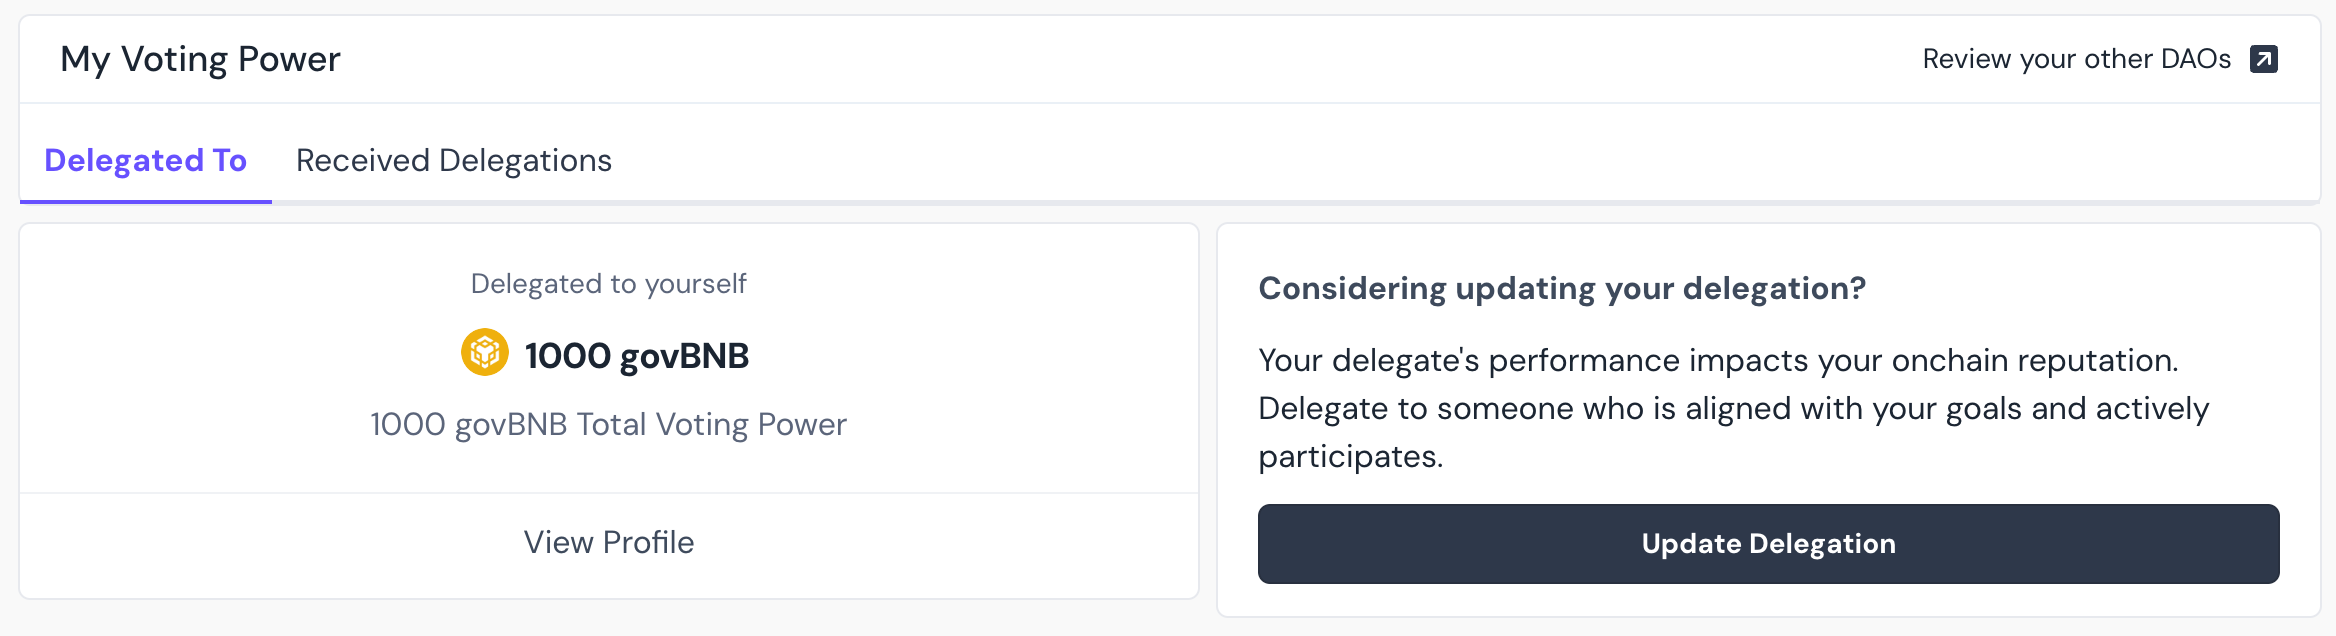 My Voting Power
Review your other DAOs
Delegated To
Received Delegations
Delegated to yourself
1000 govBNB
1000 govBNB Total Voting Power
View Profile
Considering updating your delegation?
Your delegate's performance impacts your onchain reputation.
Delegate to someone who is aligned with your goals and actively
participates.
Update Delegation